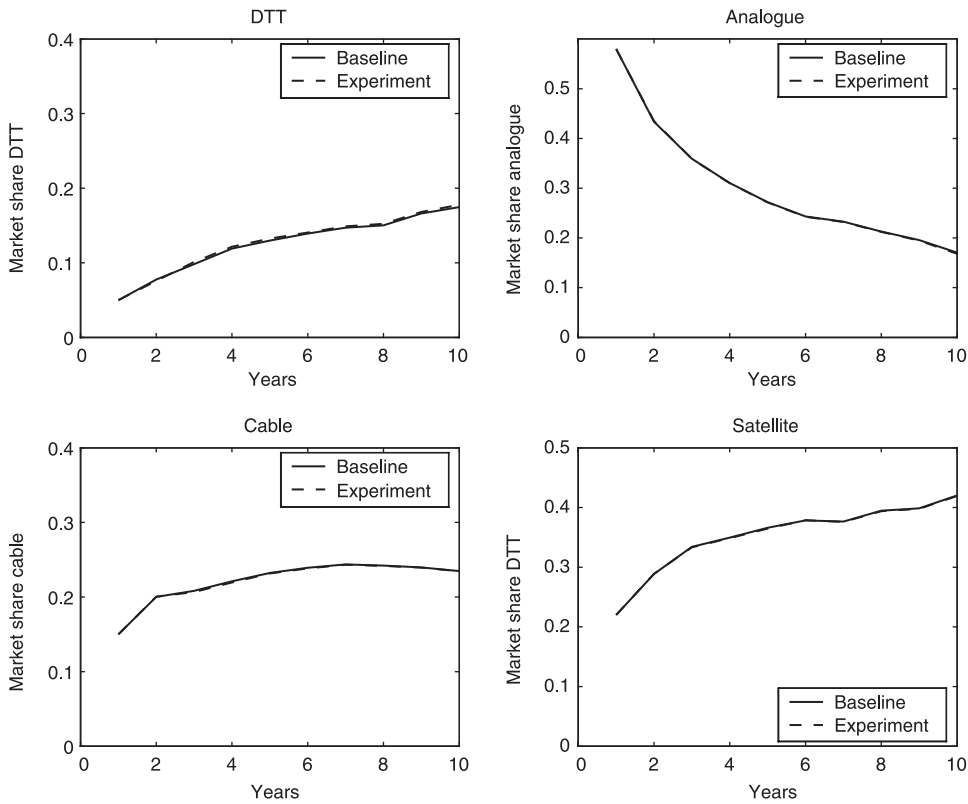 DTT
0.4
0.3
0.2
0.1
0
Market share DTT
Baseline
Experiment
0 2 4 6 8 10
Years
Analogue
0.5
0.4
0.3
0.2
0.1
0
Market share analogue
Baseline
Experiment
0 2 4 6 8 10
Years
Cable
0.4
0.3
0.2
0.1
0
Market share cable
Baseline
Experiment
0 2 4 6 8 10
Years
Satellite
0.5
0.4
0.3
0.2
0.1
0
Market share DTT
Baseline
Experiment
0 2 4 6 8 10
Years